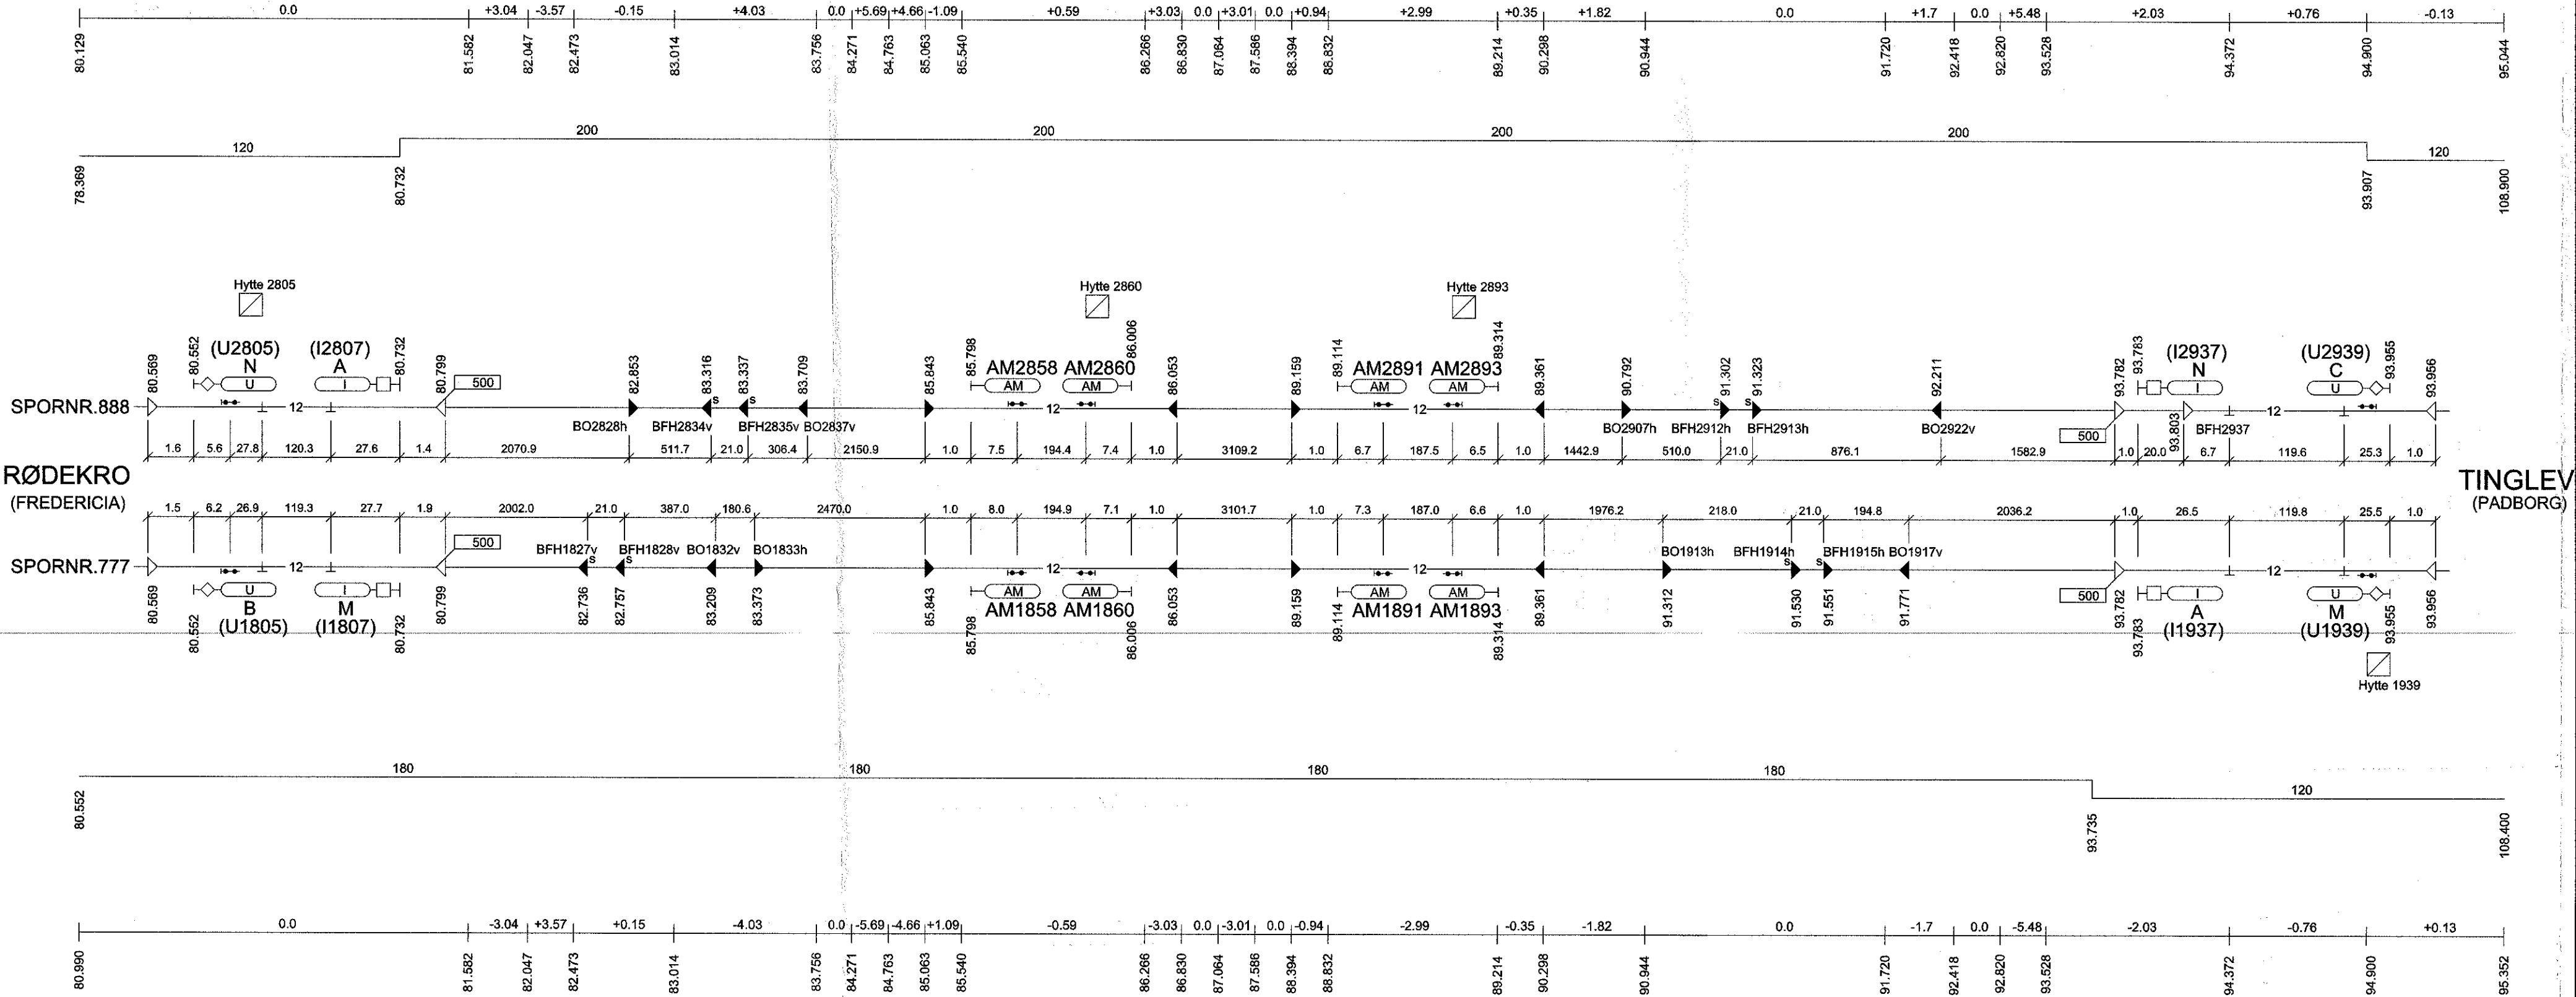 0.0 +3.04 -3.57 -0.15 +4.03 0.0 +5.69 +4.66 -1.09 +0.59 +3.03 0.0 +3.01 0.0 +0.94 +2.99 +0.35 +1.82 0.0 +1.7 0.0 +5.48 +2.03 +0.76 -0.13
80.129 81.582 82.047 82.473 83.014 83.756 84.271 84.763 85.063 85.540 86.266 86.830 87.064 87.586 88.394 88.832 89.214 90.298 90.944 91.720 92.418 92.820 93.528 94.372 94.900 95.044
120 200 200 200 200 120
78.369 80.732 93.907 108.900
Hytte 2805 Hytte 2860 Hytte 2893
80.569 80.552 (U2805) (I2807) 80.732 80.799 82.853 83.316 83.337 83.709 85.843 85.798 86.006 86.053 89.159 89.114 89.314 89.361 90.792 91.302 91.323 92.211 93.782 93.783 (I2937) (U2939) 93.955 93.956
N A AM2858 AM2860 AM2891 AM2893 N C
U I 500 AM AM AM AM I U
SPORNR.888 12 S S 12 12 S S 12
BO2828h BFH2834v BFH2835v BO2837v BO2907h BFH2912h BFH2913h BO2922v 500 93.803 BFH2937
1.6 5.6 27.8 120.3 27.6 1.4 2070.9 511.7 21.0 306.4 2150.9 1.0 7.5 194.4 7.4 1.0 3109.2 1.0 6.7 187.5 6.5 1.0 1442.9 510.0 21.0 876.1 1582.9 1.0 20.0 6.7 119.6 25.3 1.0
RØDEKRO TINGLEV
(FREDERICIA) (PADBORG)
1.5 6.2 26.9 119.3 27.7 1.9 2002.0 21.0 387.0 180.6 2470.0 1.0 8.0 194.9 7.1 1.0 3101.7 1.0 7.3 187.0 6.6 1.0 1976.2 218.0 21.0 194.8 2036.2 1.0 26.5 119.8 25.5 1.0
500 BFH1827v BFH1828v BO1832v BO1833h BO1913h BFH1914h BFH1915h BO1917v
SPORNR.777 12 S S 12 12 S S 12
U I AM AM AM AM 500 I U
B M AM1858 AM1860 AM1891 AM1893 A M
80.569 80.552 (U1805) (I1807) 80.732 80.799 82.736 82.757 83.209 83.373 85.843 85.798 86.006 86.053 89.159 89.114 89.314 89.361 91.312 91.530 91.551 91.771 93.782 93.783 (I1937) (U1939) 93.955 93.956
Hytte 1939
180 180 180 180 120
80.552 93.735 108.400
0.0 -3.04 +3.57 +0.15 -4.03 0.0 -5.69 -4.66 +1.09 -0.59 -3.03 0.0 -3.01 0.0 -0.94 -2.99 -0.35 -1.82 0.0 -1.7 0.0 -5.48 -2.03 -0.76 +0.13
80.990 81.582 82.047 82.473 83.014 83.756 84.271 84.763 85.063 85.540 86.266 86.830 87.064 87.586 88.394 88.832 89.214 90.298 90.944 91.720 92.418 92.820 93.528 94.372 94.900 95.352